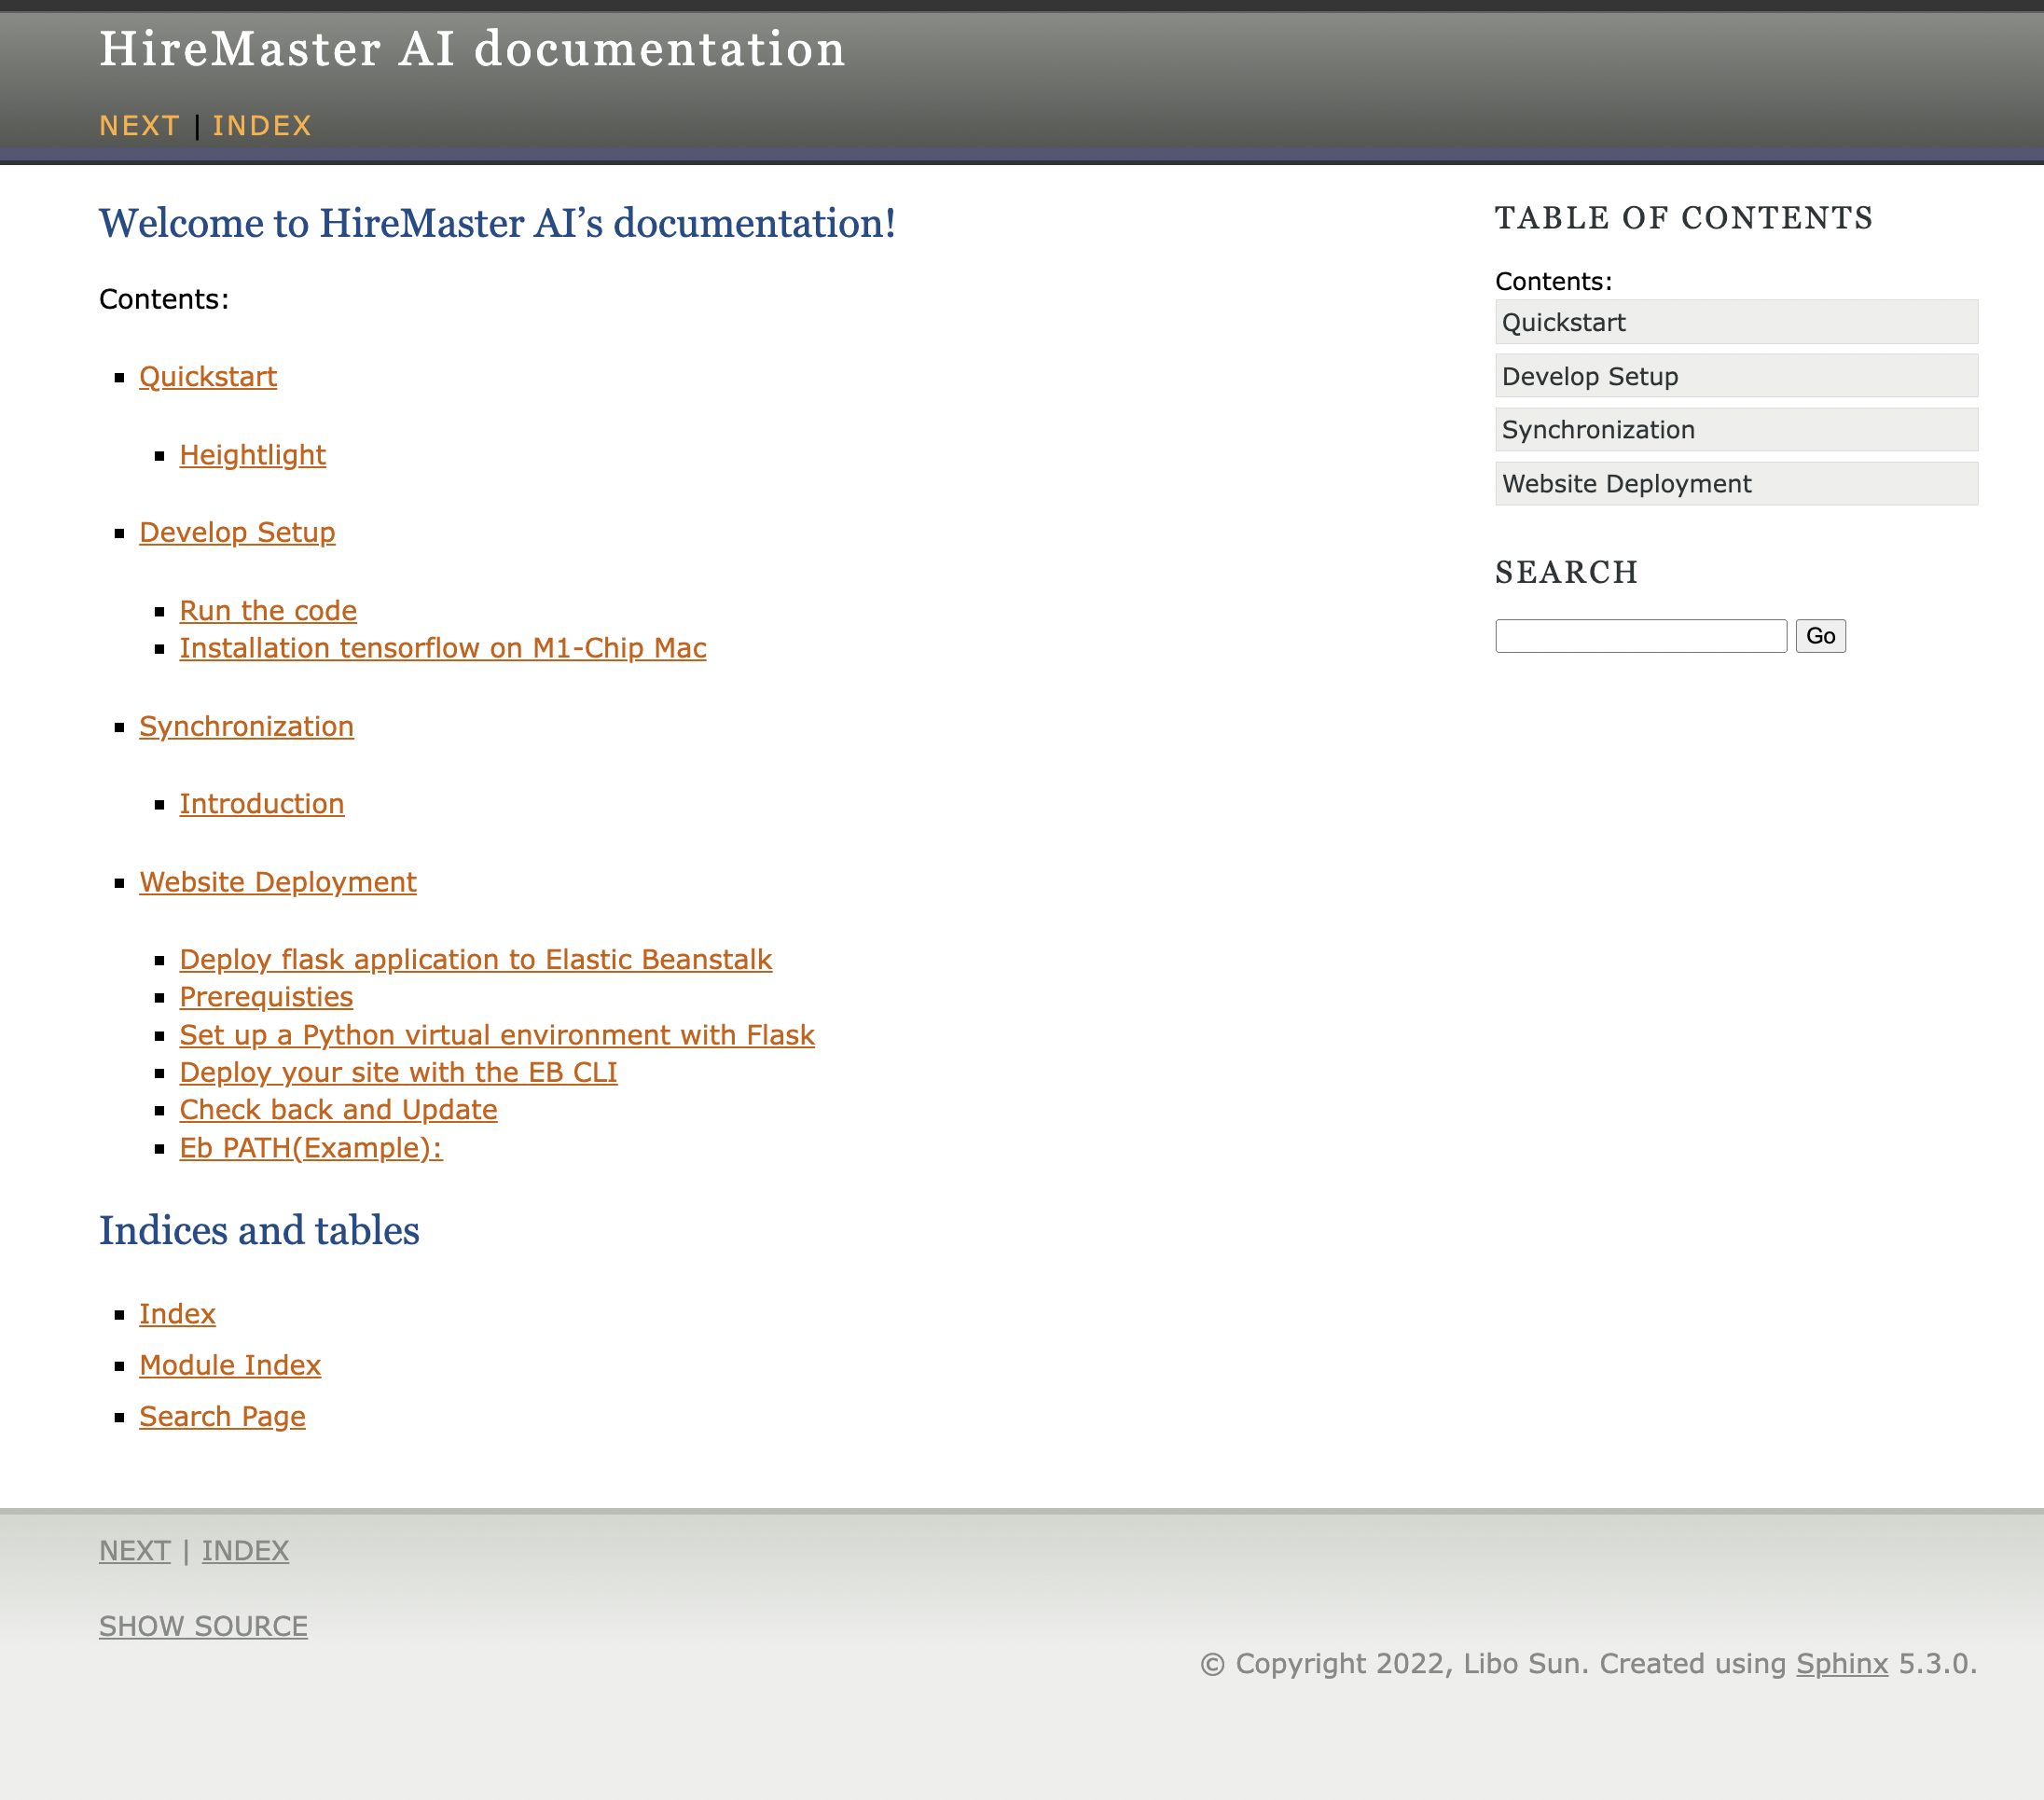 HireMaster AI documentation
NEXT | INDEX
Welcome to HireMaster AI’s documentation!
Contents:
Quickstart
Heightlight
Develop Setup
Run the code
Installation tensorflow on M1-Chip Mac
Synchronization
Introduction
Website Deployment
Deploy flask application to Elastic Beanstalk
Prerequisties
Set up a Python virtual environment with Flask
Deploy your site with the EB CLI
Check back and Update
Eb PATH(Example):
Indices and tables
Index
Module Index
Search Page
TABLE OF CONTENTS
Contents:
Quickstart
Develop Setup
Synchronization
Website Deployment
SEARCH
Go
NEXT | INDEX
SHOW SOURCE
© Copyright 2022, Libo Sun. Created using Sphinx 5.3.0.